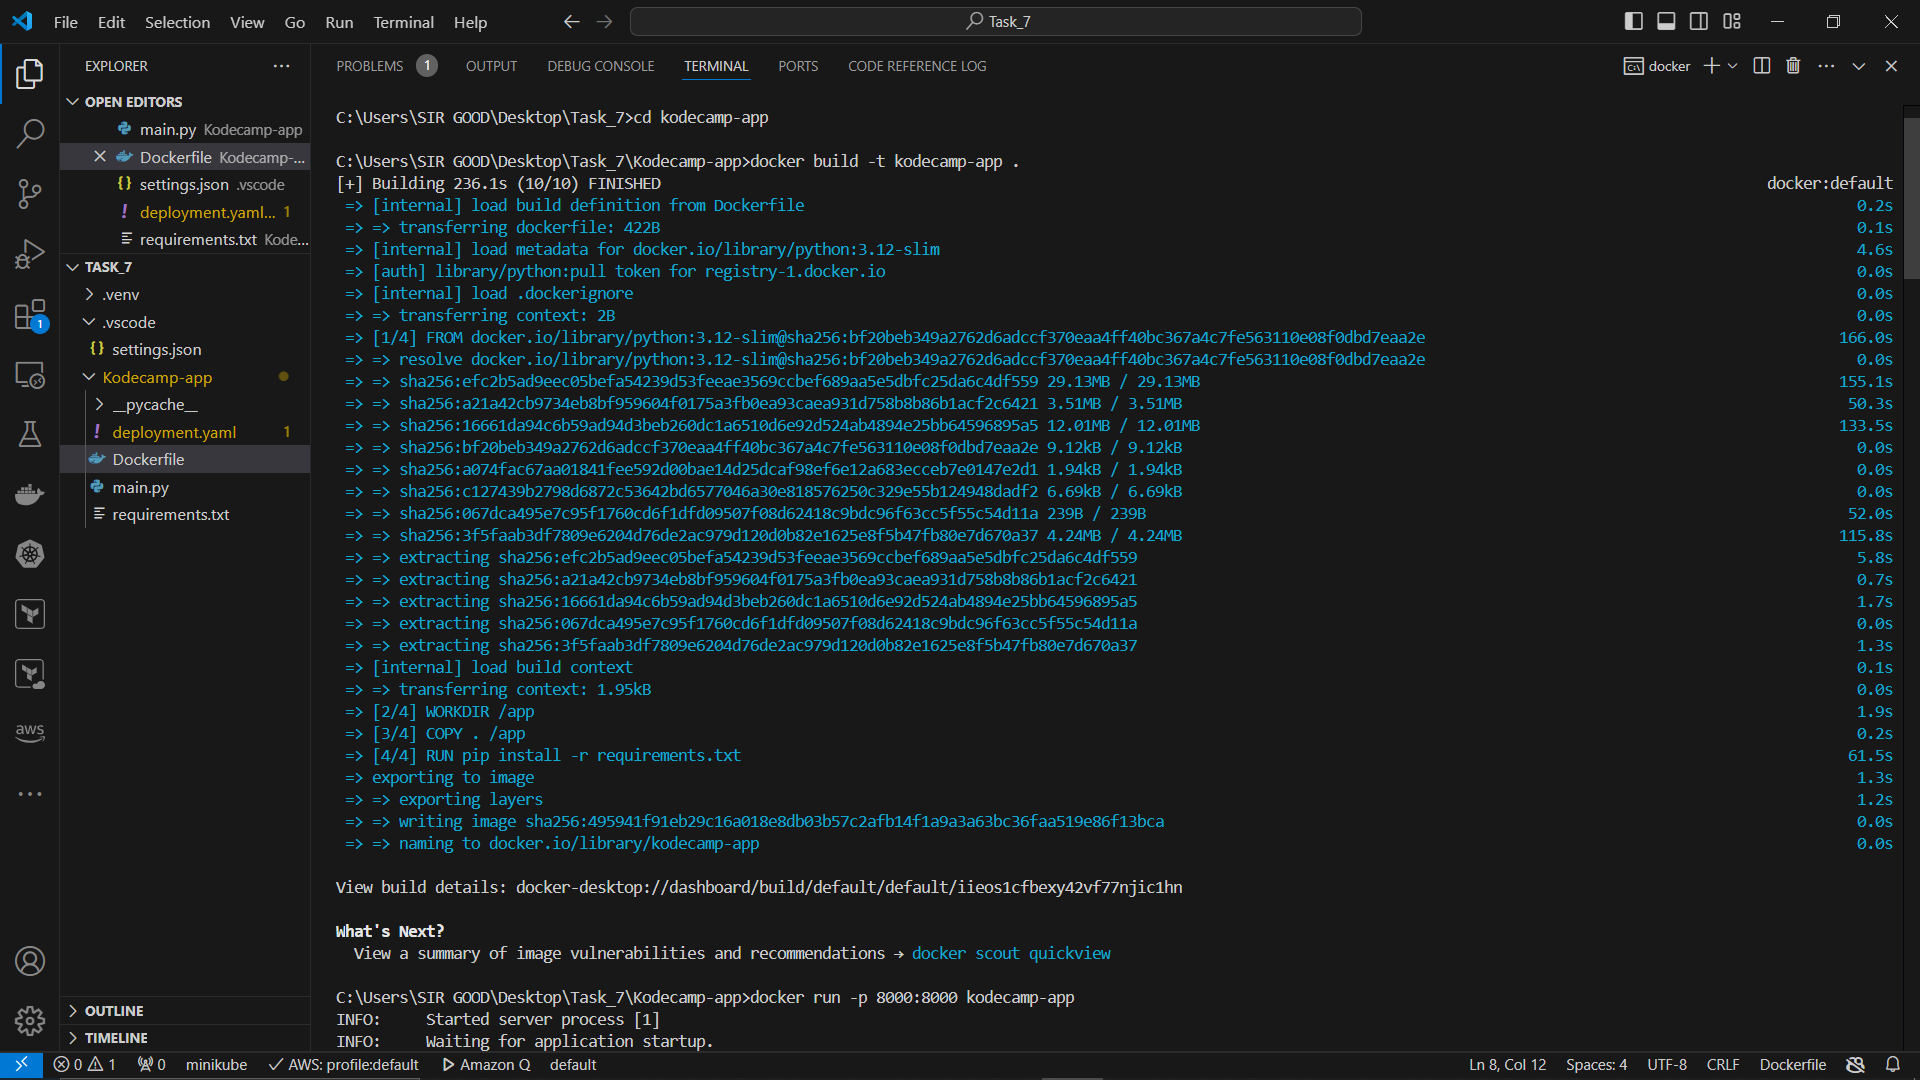 File Edit Selection View Go Run Terminal Help
Task_7
EXPLORER
OPEN EDITORS
main.py Kodecamp-app
Dockerfile Kodecamp-...
settings.json .vscode
deployment.yaml... 1
requirements.txt Kode...
TASK_7
.venv
.vscode
settings.json
Kodecamp-app
__pycache__
deployment.yaml 1
Dockerfile
main.py
requirements.txt
OUTLINE
TIMELINE
1
aws
PROBLEMS 1 OUTPUT DEBUG CONSOLE TERMINAL PORTS CODE REFERENCE LOG
docker
C:\Users\SIR GOOD\Desktop\Task_7>cd kodecamp-app
C:\Users\SIR GOOD\Desktop\Task_7\Kodecamp-app>docker build -t kodecamp-app .
[+] Building 236.1s (10/10) FINISHED docker:default
=> [internal] load build definition from Dockerfile 0.2s
=> => transferring dockerfile: 422B 0.1s
=> [internal] load metadata for docker.io/library/python:3.12-slim 4.6s
=> [auth] library/python:pull token for registry-1.docker.io 0.0s
=> [internal] load .dockerignore 0.0s
=> => transferring context: 2B 0.0s
=> [1/4] FROM docker.io/library/python:3.12-slim@sha256:bf20beb349a2762d6adccf370eaa4ff40bc367a4c7fe563110e08f0dbd7eaa2e 166.0s
=> => resolve docker.io/library/python:3.12-slim@sha256:bf20beb349a2762d6adccf370eaa4ff40bc367a4c7fe563110e08f0dbd7eaa2e 0.0s
=> => sha256:efc2b5ad9eec05befa54239d53feeae3569ccbef689aa5e5dbfc25da6c4df559 29.13MB / 29.13MB 155.1s
=> => sha256:a21a42cb9734eb8bf959604f0175a3fb0ea93caea931d758b8b86b1acf2c6421 3.51MB / 3.51MB 50.3s
=> => sha256:16661da94c6b59ad94d3beb260dc1a6510d6e92d524ab4894e25bb64596895a5 12.01MB / 12.01MB 133.5s
=> => sha256:bf20beb349a2762d6adccf370eaa4ff40bc367a4c7fe563110e08f0dbd7eaa2e 9.12kB / 9.12kB 0.0s
=> => sha256:a074fac67aa01841fee592d00bae14d25dcaf98ef6e12a683ecceb7e0147e2d1 1.94kB / 1.94kB 0.0s
=> => sha256:c127439b2798d6872c53642bd6577046a30e818576250c329e55b124948dadf2 6.69kB / 6.69kB 0.0s
=> => sha256:067dca495e7c95f1760cd6f1dfd09507f08d62418c9bdc96f63cc5f55c54d11a 239B / 239B 52.0s
=> => sha256:3f5faab3df7809e6204d76de2ac979d120d0b82e1625e8f5b47fb80e7d670a37 4.24MB / 4.24MB 115.8s
=> => extracting sha256:efc2b5ad9eec05befa54239d53feeae3569ccbef689aa5e5dbfc25da6c4df559 5.8s
=> => extracting sha256:a21a42cb9734eb8bf959604f0175a3fb0ea93caea931d758b8b86b1acf2c6421 0.7s
=> => extracting sha256:16661da94c6b59ad94d3beb260dc1a6510d6e92d524ab4894e25bb64596895a5 1.7s
=> => extracting sha256:067dca495e7c95f1760cd6f1dfd09507f08d62418c9bdc96f63cc5f55c54d11a 0.0s
=> => extracting sha256:3f5faab3df7809e6204d76de2ac979d120d0b82e1625e8f5b47fb80e7d670a37 1.3s
=> [internal] load build context 0.1s
=> => transferring context: 1.95kB 0.0s
=> [2/4] WORKDIR /app 1.9s
=> [3/4] COPY . /app 0.2s
=> [4/4] RUN pip install -r requirements.txt 61.5s
=> exporting to image 1.3s
=> => exporting layers 1.2s
=> => writing image sha256:495941f91eb29c16a018e8db03b57c2afb14f1a9a3a63bc36faa519e86f13bca 0.0s
=> => naming to docker.io/library/kodecamp-app 0.0s
View build details: docker-desktop://dashboard/build/default/default/iieos1cfbexy42vf77njic1hn
What's Next?
View a summary of image vulnerabilities and recommendations → docker scout quickview
C:\Users\SIR GOOD\Desktop\Task_7\Kodecamp-app>docker run -p 8000:8000 kodecamp-app
INFO: Started server process [1]
INFO: Waiting for application startup.
0 1 0 minikube AWS: profile:default Amazon Q default Ln 8, Col 12 Spaces: 4 UTF-8 CRLF Dockerfile